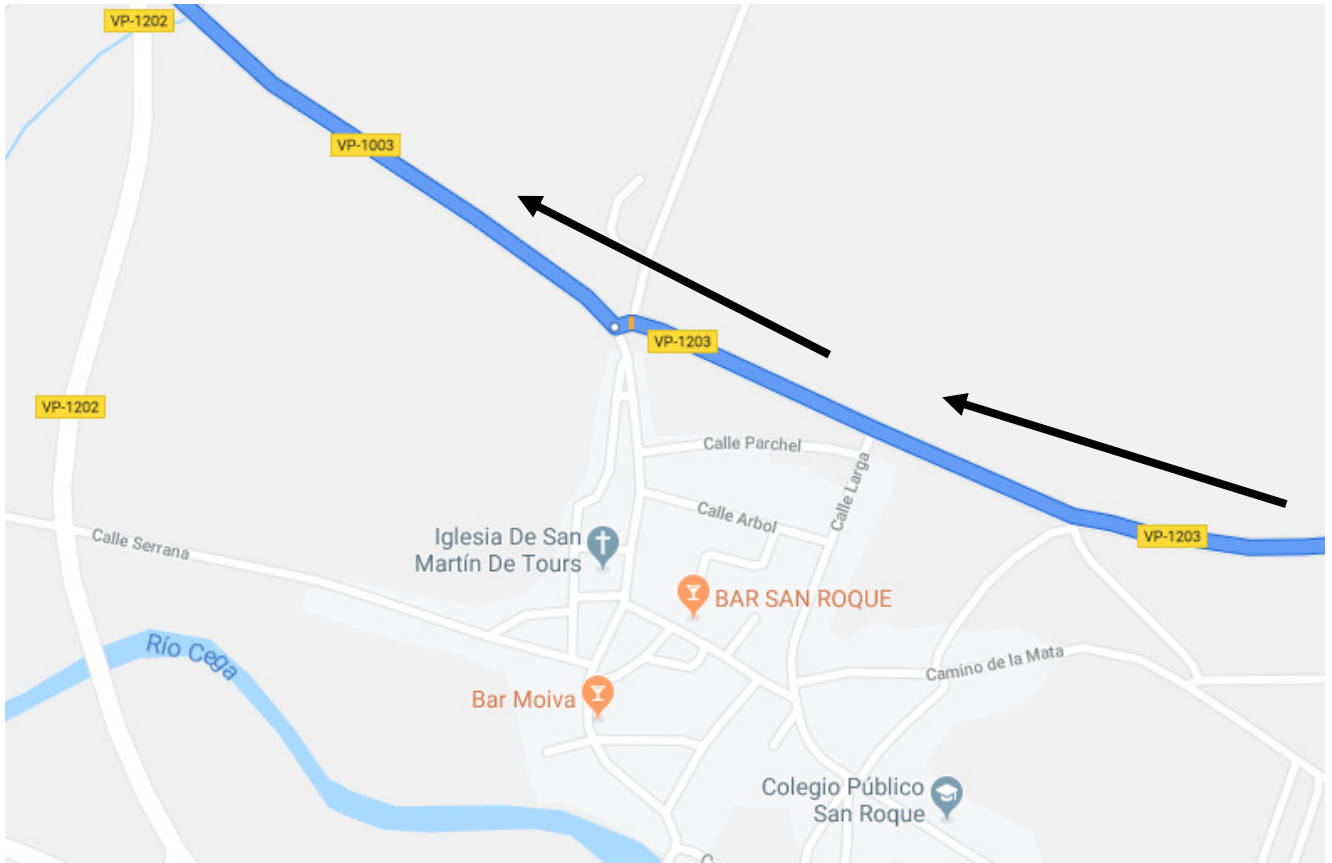 VP-1202
VP-1003
VP-1203
VP-1202
Calle Parchel
Calle Larga
Calle Arbol
VP-1203
Calle Serrana
Iglesia De San
Martín De Tours
BAR SAN ROQUE
Río Cega
Camino de la Mata
Bar Moiva
Colegio Público
San Roque